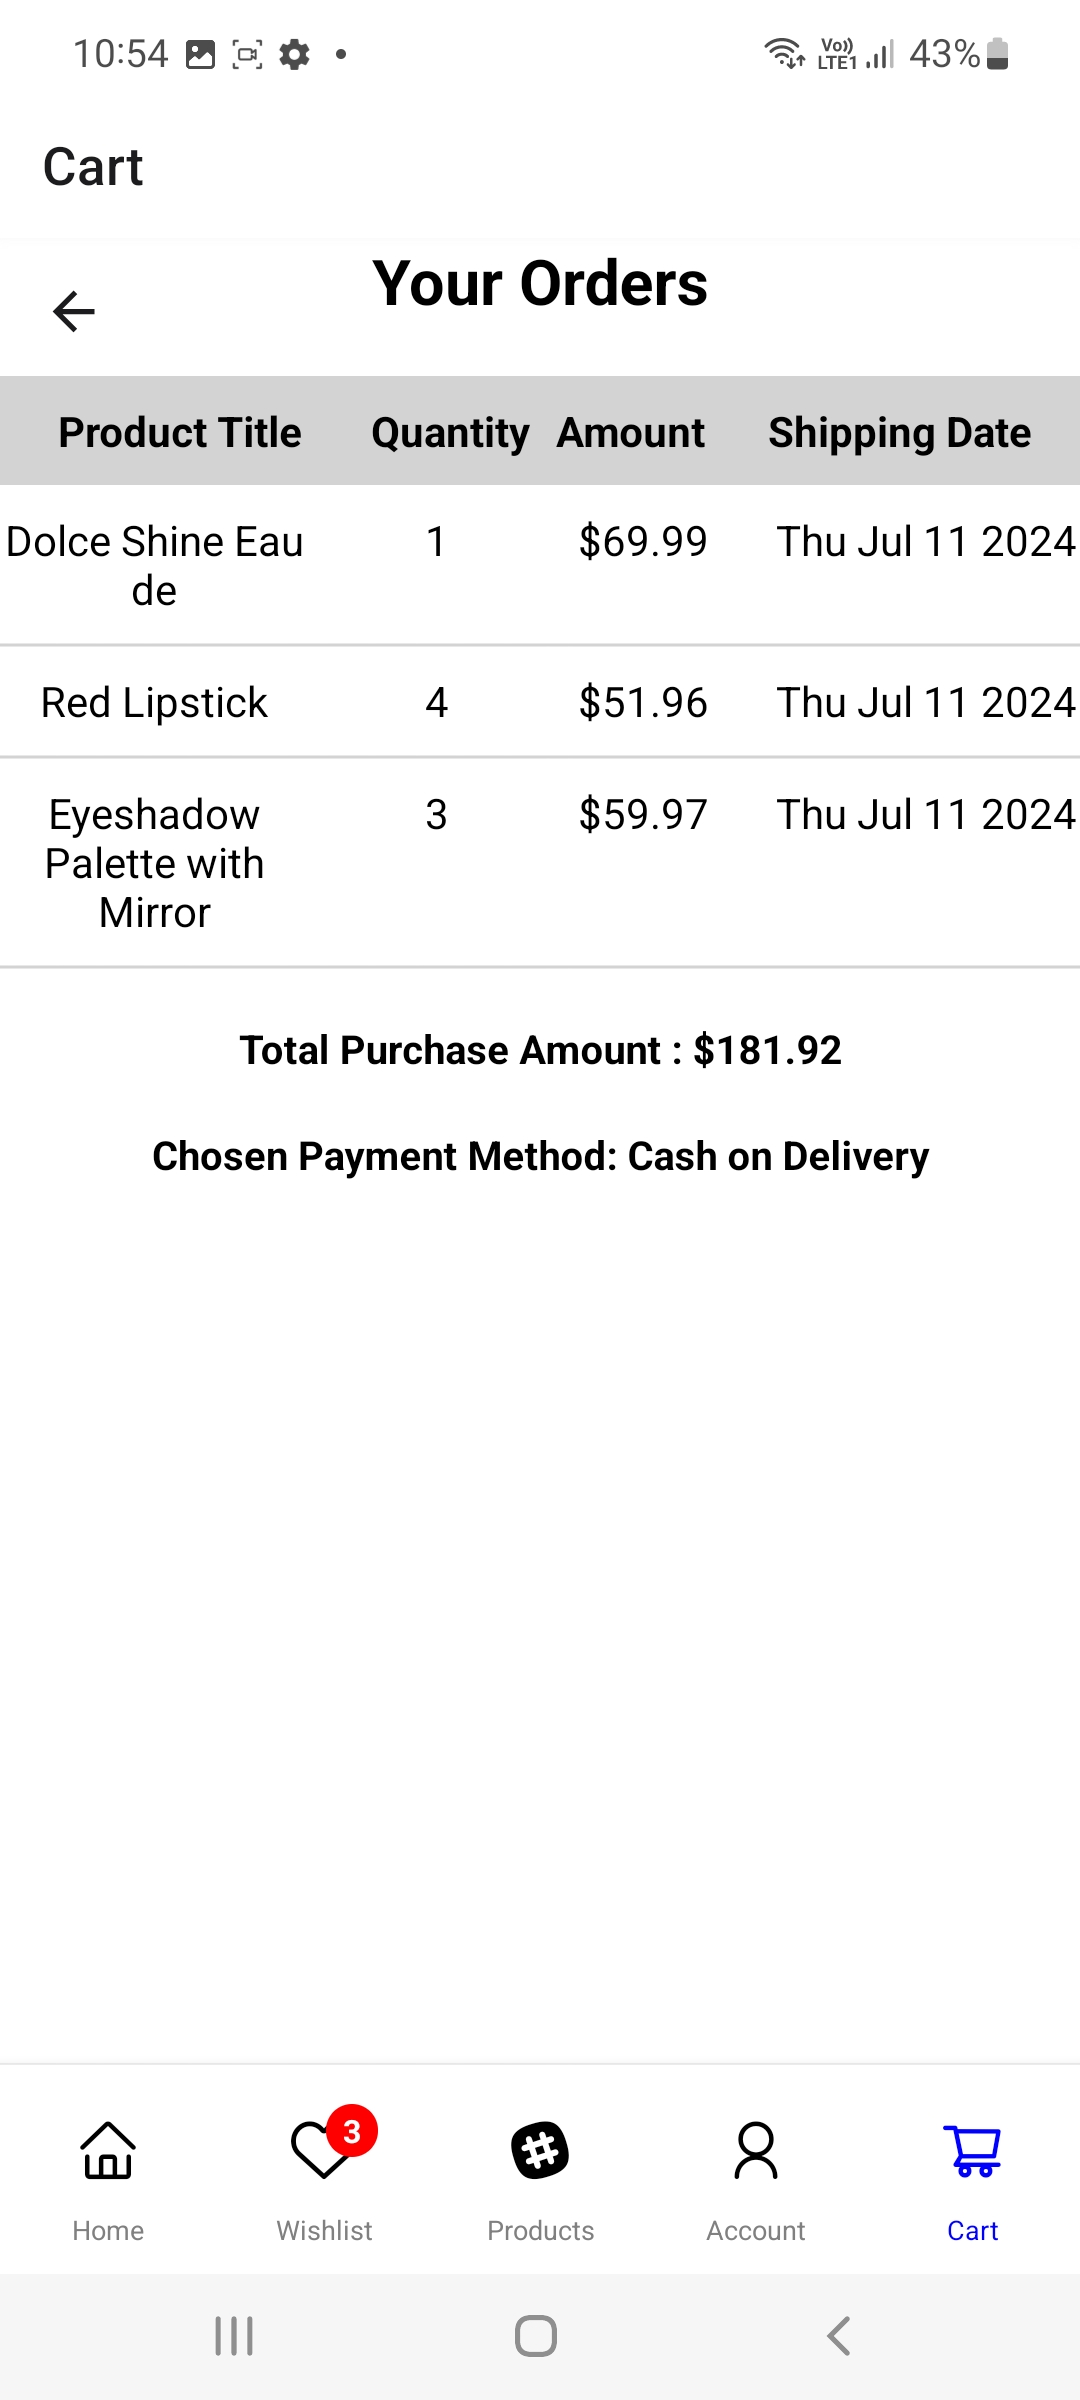 10:54 Vo)) LTE1 43%
Cart
Your Orders
Product Title Quantity Amount Shipping Date
Dolce Shine Eau 1 $69.99 Thu Jul 11 2024
de
Red Lipstick 4 $51.96 Thu Jul 11 2024
Eyeshadow 3 $59.97 Thu Jul 11 2024
Palette with
Mirror
Total Purchase Amount : $181.92
Chosen Payment Method: Cash on Delivery
3
Home Wishlist Products Account Cart